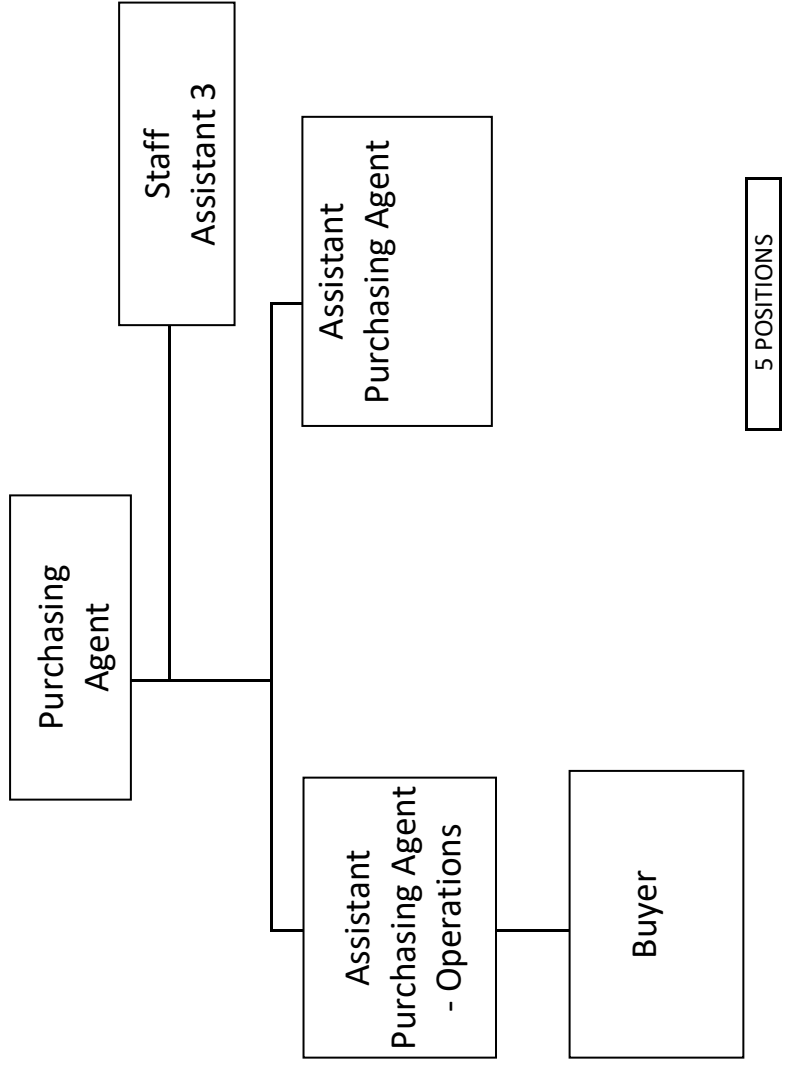 Purchasing
Agent
Staff
Assistant 3
Assistant
Purchasing Agent
- Operations
Assistant
Purchasing Agent
Buyer
5 POSITIONS